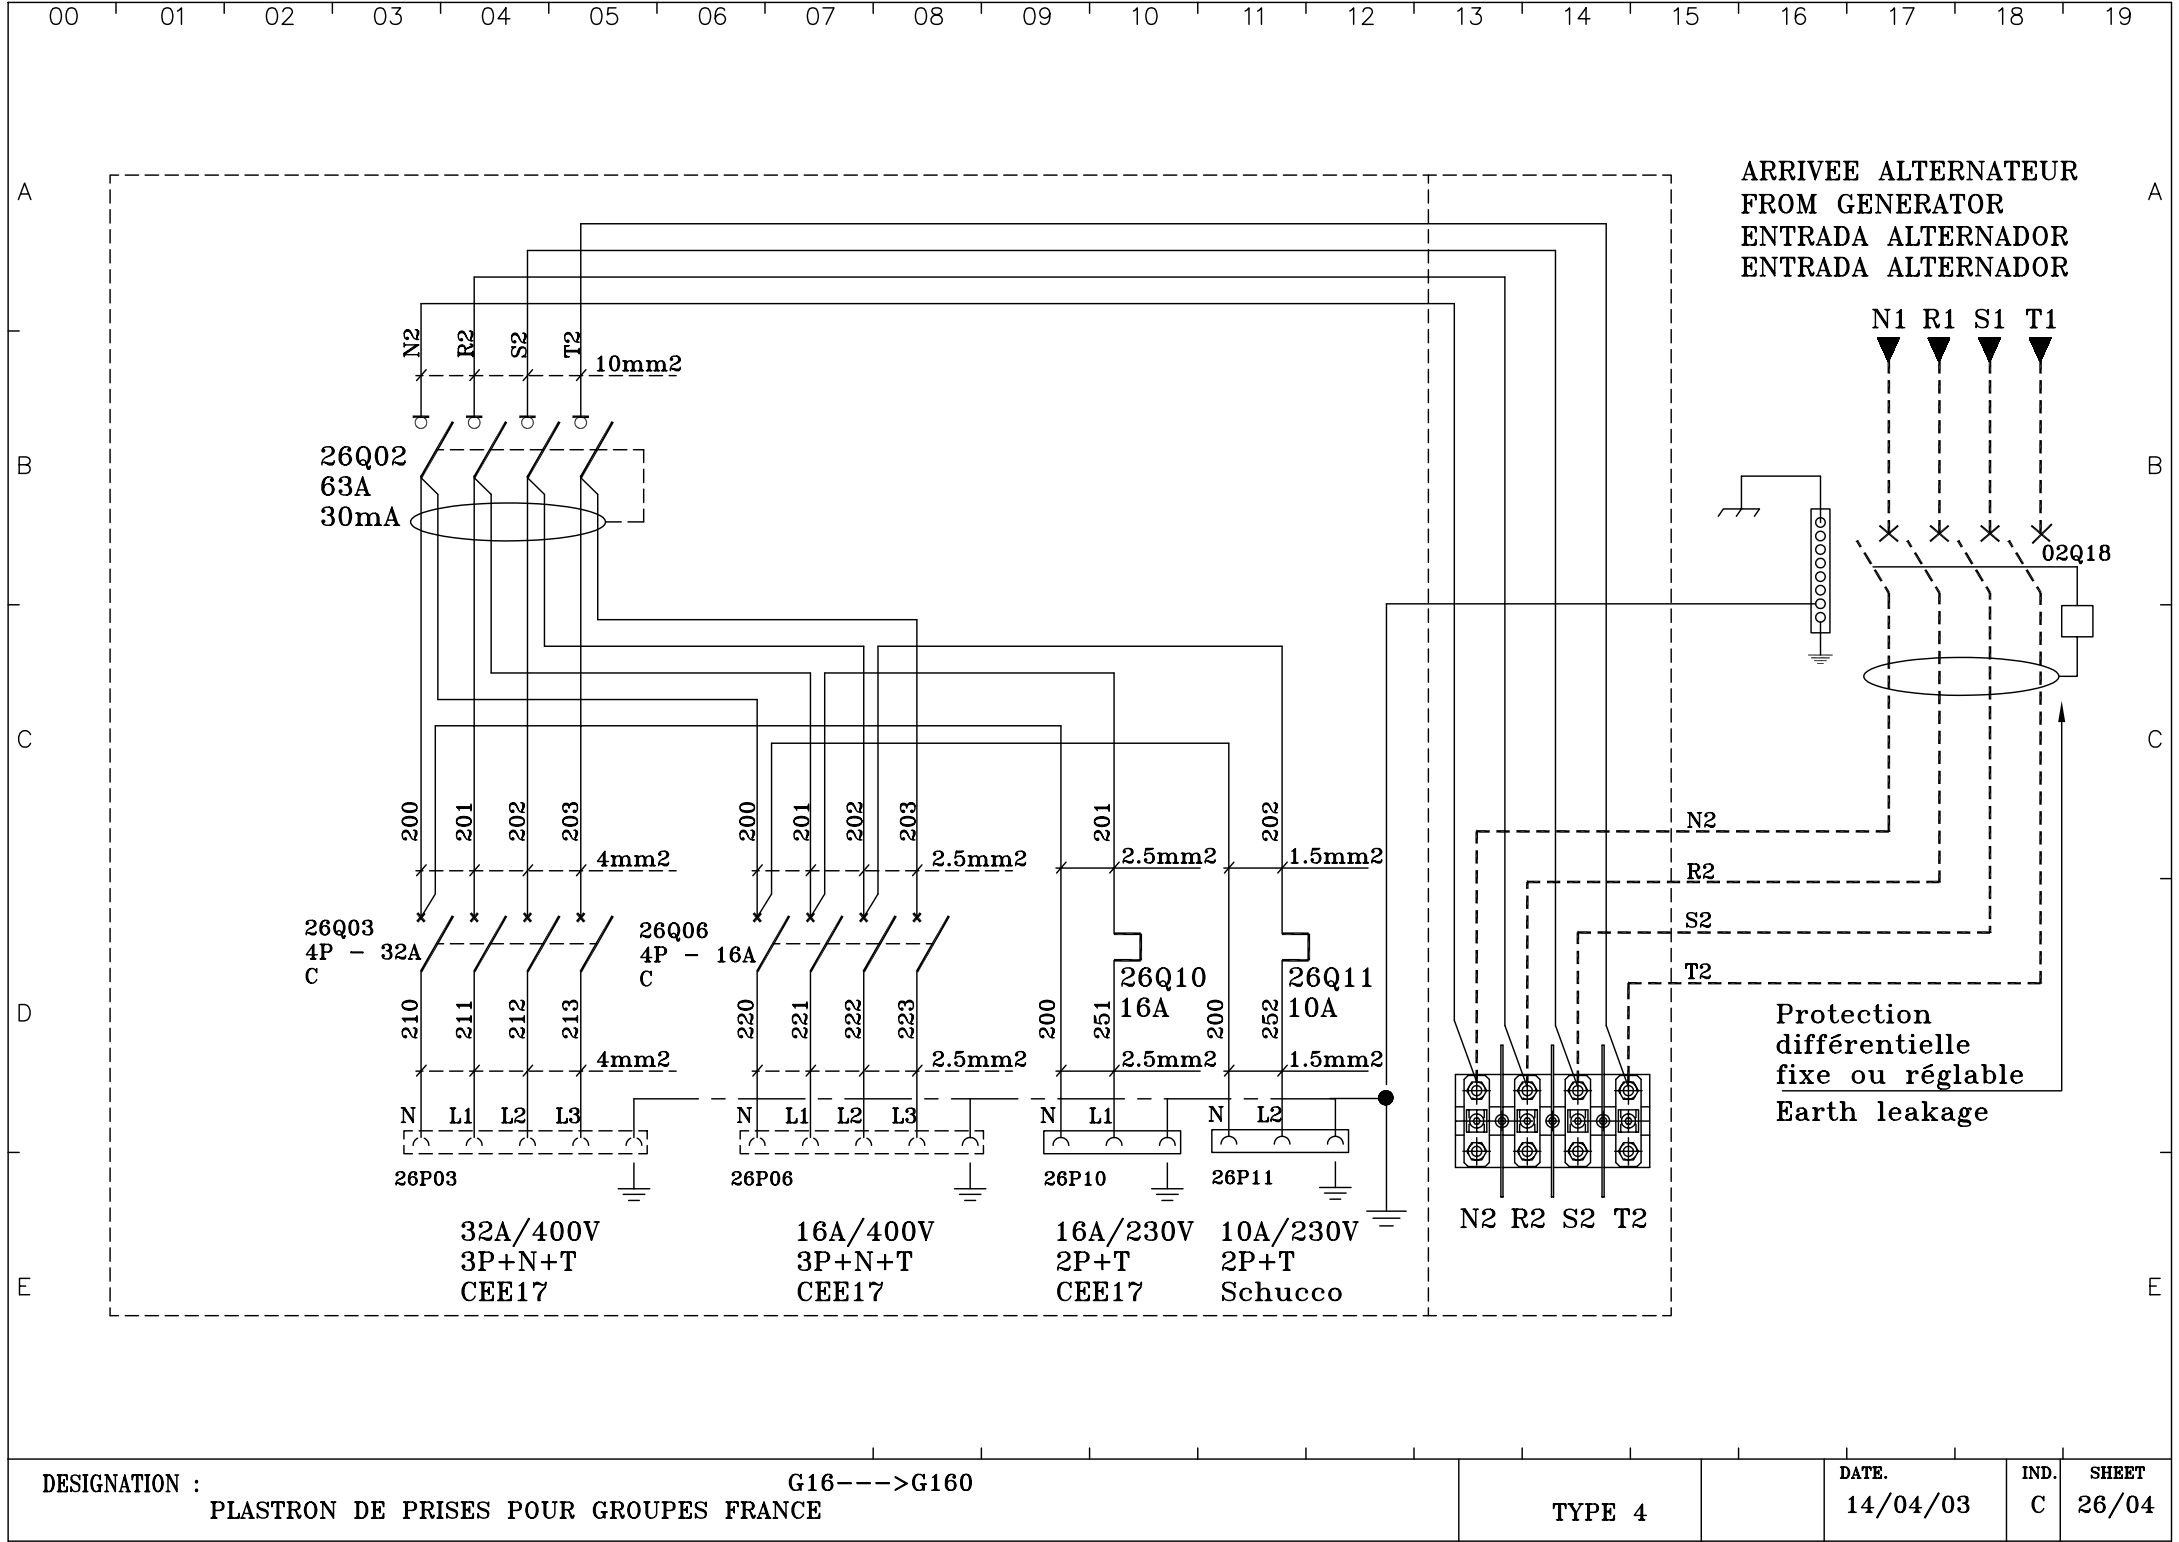 00 01 02 03 04 05 06 07 08 09 10 11 12 13 14 15 16 17 18 19
A
A
ARRIVEE ALTERNATEUR
FROM GENERATOR
ENTRADA ALTERNADOR
ENTRADA ALTERNADOR
N1 R1 S1 T1
N2 R2 S2 T2
10mm2
B
B
26Q02
63A
30mA
02Q18
C
C
200 201 202 203
4mm2
200 201 202 203
2.5mm2
201
2.5mm2
202
1.5mm2
N2
R2
S2
T2
26Q03
4P - 32A
C
26Q06
4P - 16A
C
26Q10
16A
26Q11
10A
D
D
210 211 212 213
4mm2
220 221 222 223
2.5mm2
200 251
2.5mm2
200 252
1.5mm2
Protection
différentielle
fixe ou réglable
Earth leakage
N L1 L2 L3
N L1 L2 L3
N L1
N L2
26P03
26P06
26P10
26P11
N2 R2 S2 T2
32A/400V
3P+N+T
CEE17
16A/400V
3P+N+T
CEE17
16A/230V
2P+T
CEE17
10A/230V
2P+T
Schucco
E
E
DESIGNATION :
G16--->G160
PLASTRON DE PRISES POUR GROUPES FRANCE
TYPE 4
DATE.
14/04/03
IND.
C
SHEET
26/04